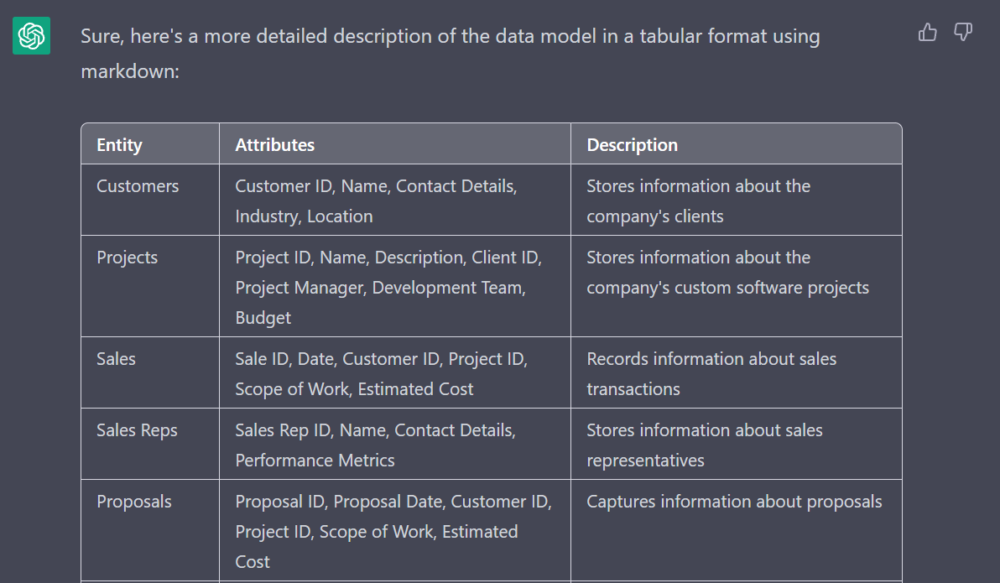 Sure, here's a more detailed description of the data model in a tabular format using
markdown:
Entity Attributes Description
Customers Customer ID, Name, Contact Details, Stores information about the
Industry, Location company's clients
Projects Project ID, Name, Description, Client ID, Stores information about the
Project Manager, Development Team, company's custom software projects
Budget
Sales Sale ID, Date, Customer ID, Project ID, Records information about sales
Scope of Work, Estimated Cost transactions
Sales Reps Sales Rep ID, Name, Contact Details, Stores information about sales
Performance Metrics representatives
Proposals Proposal ID, Proposal Date, Customer ID, Captures information about proposals
Project ID, Scope of Work, Estimated
Cost